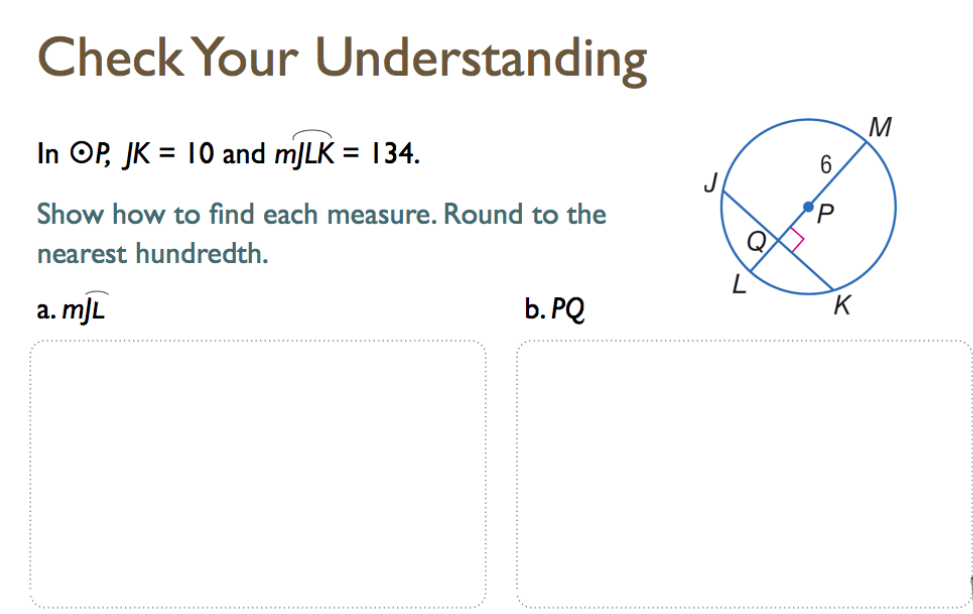 Check Your Understanding
In ⊙P, JK = 10 and mJLK = 134.
Show how to find each measure. Round to the
nearest hundredth.
a. mJL
b. PQ
M
6
J
P
Q
L
K